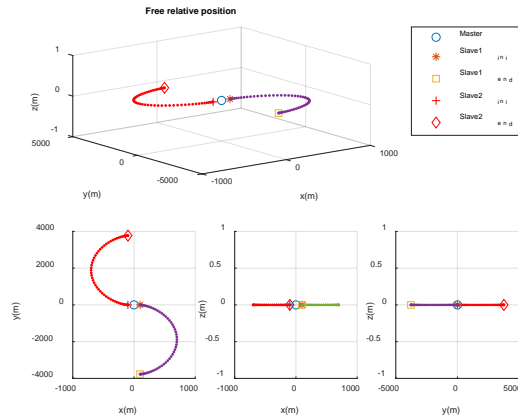 Free relative position
Master
Slave1 ini
Slave1 end
Slave2 ini
Slave2 end
1
0
-1
z(m)
5000
0
-5000
y(m)
-1000
0
1000
x(m)
4000
2000
0
-2000
-4000
y(m)
-1000
0
1000
x(m)
1
0.5
0
-0.5
-1
z(m)
-1000
0
1000
x(m)
1
0.5
0
-0.5
-1
z(m)
-5000
0
5000
y(m)